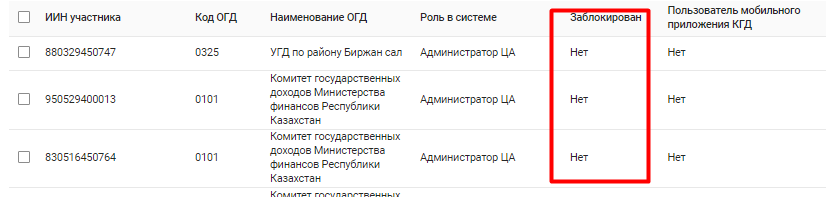 ИИН участника Код ОГД Наименование ОГД Роль в системе Заблокирован Пользователь мобильного
приложения КГД
880329450747 0325 УГД по району Биржан сал Администратор ЦА Нет Нет
Комитет государственных
950529400013 0101 доходов Министерства Администратор ЦА Нет Нет
финансов Республики
Казахстан
Комитет государственных
830516450764 0101 доходов Министерства Администратор ЦА Нет Нет
финансов Республики
Казахстан
Комитет государственных